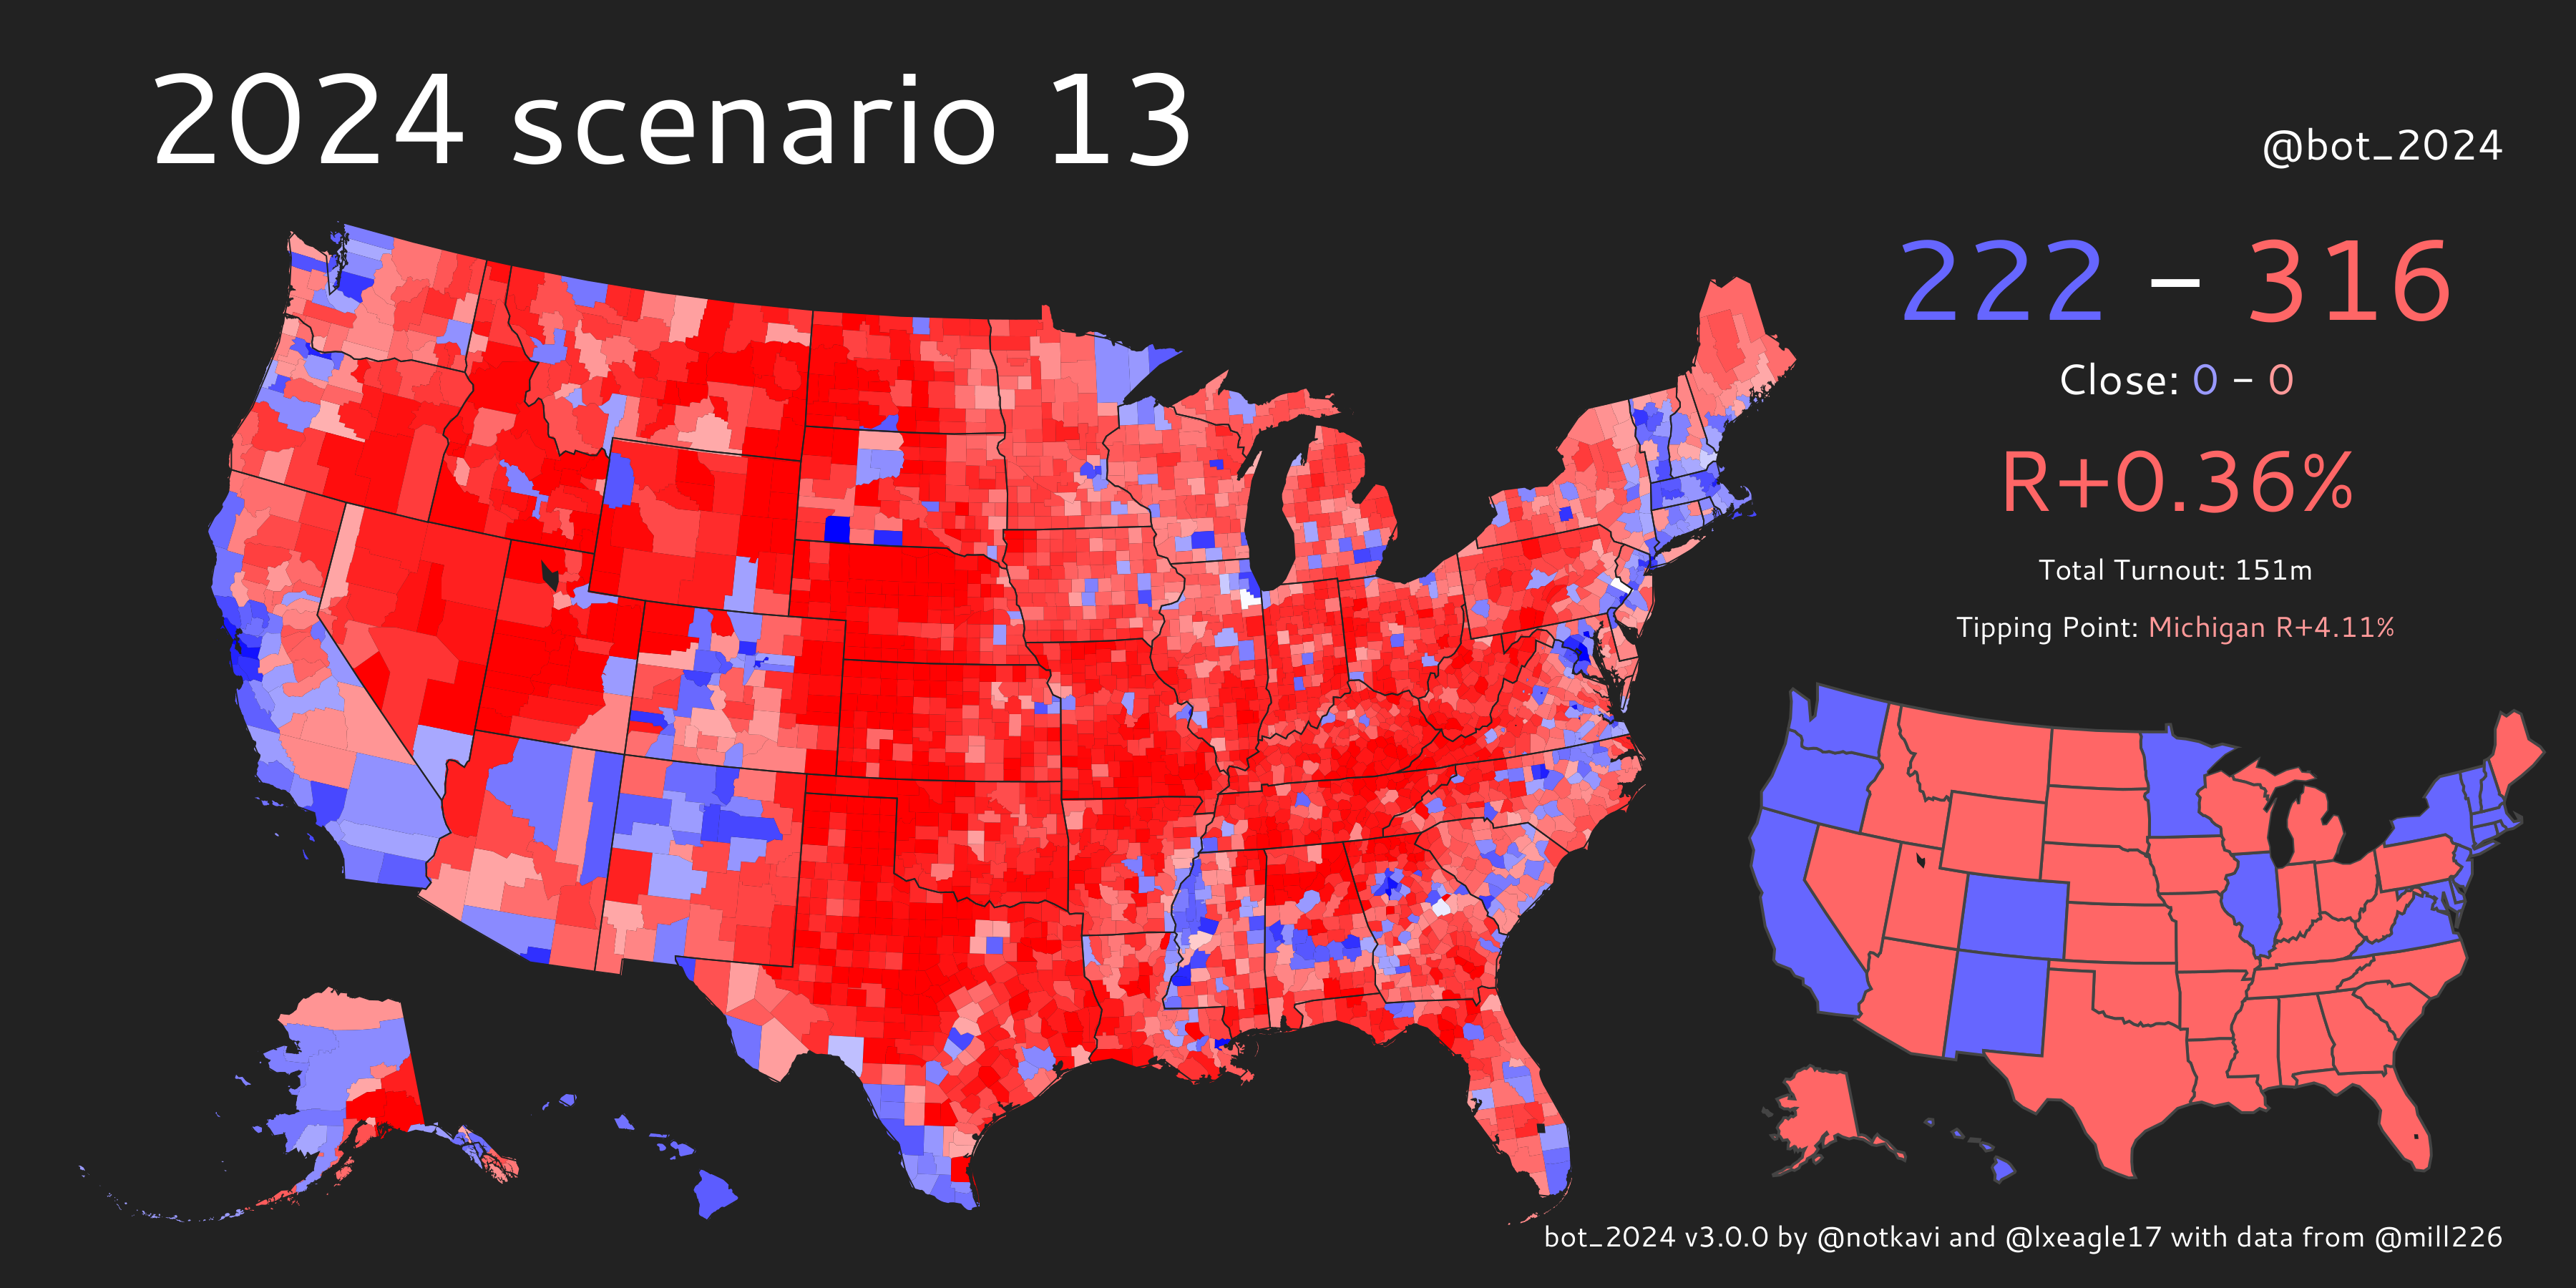 2024 scenario 13
@bot_2024
222 – 316
Close: 0 – 0
R+0.36%
Total Turnout: 151m
Tipping Point: Michigan R+4.11%
bot_2024 v3.0.0 by @notkavi and @lxeagle17 with data from @mill226